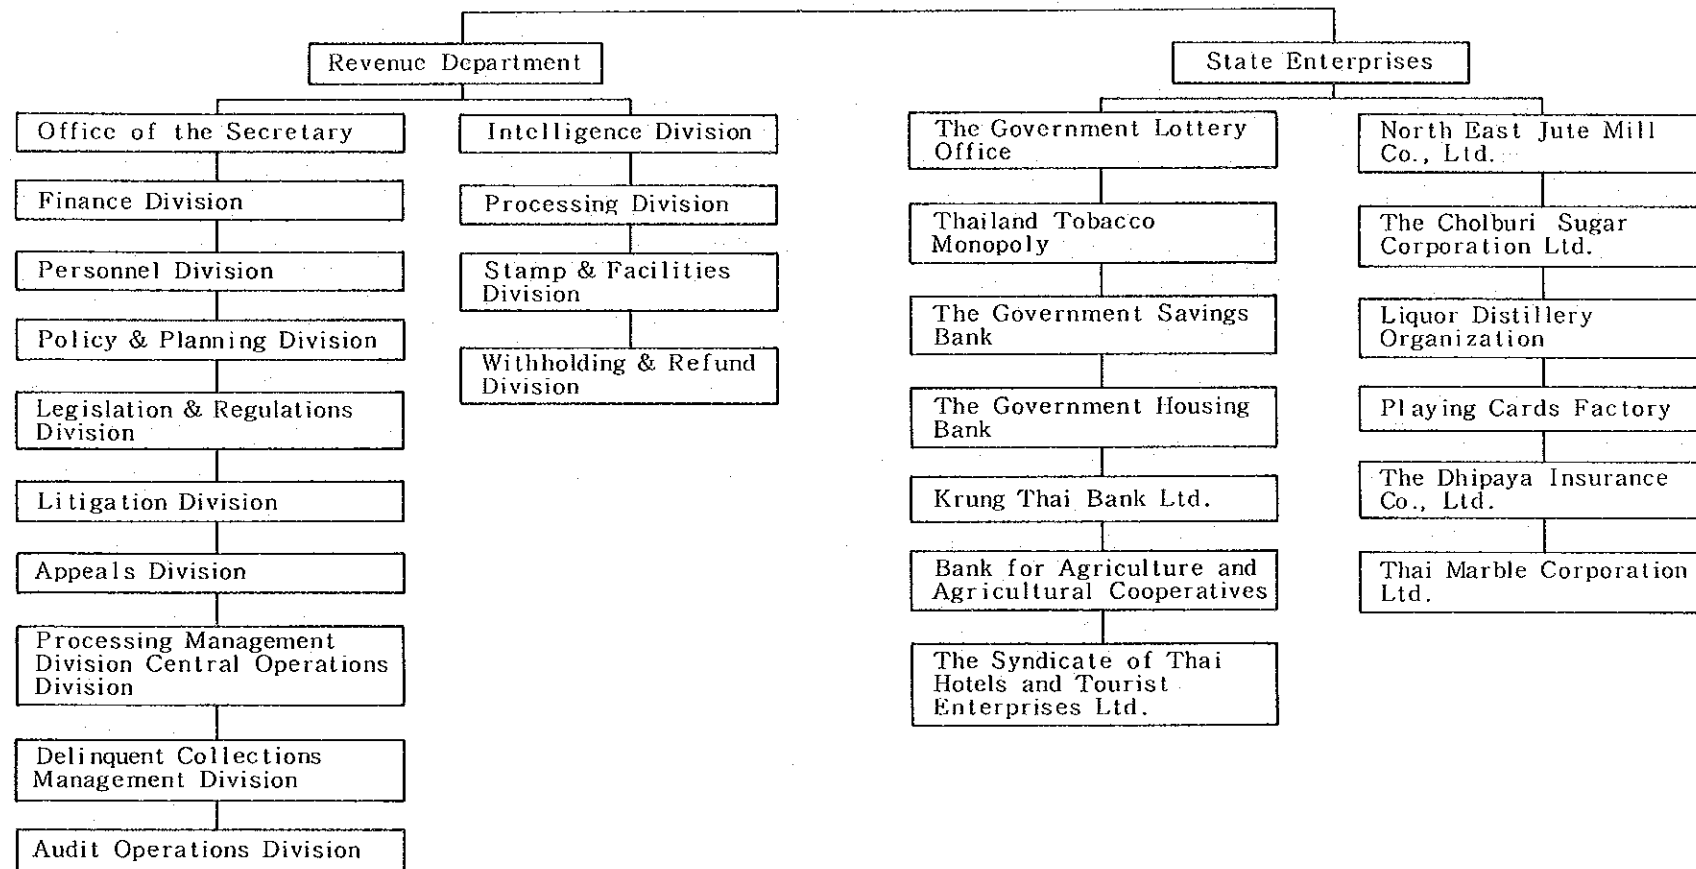 Revenue Department
State Enterprises
Office of the Secretary
Finance Division
Personnel Division
Policy & Planning Division
Legislation & Regulations
Division
Litigation Division
Appeals Division
Processing Management
Division Central Operations
Division
Delinquent Collections
Management Division
Audit Operations Division
Intelligence Division
Processing Division
Stamp & Facilities
Division
Withholding & Refund
Division
The Government Lottery
Office
Thailand Tobacco
Monopoly
The Government Savings
Bank
The Government Housing
Bank
Krung Thai Bank Ltd.
Bank for Agriculture and
Agricultural Cooperatives
The Syndicate of Thai
Hotels and Tourist
Enterprises Ltd.
North East Jute Mill
Co., Ltd.
The Cholburi Sugar
Corporation Ltd.
Liquor Distillery
Organization
Playing Cards Factory
The Dhipaya Insurance
Co., Ltd.
Thai Marble Corporation
Ltd.